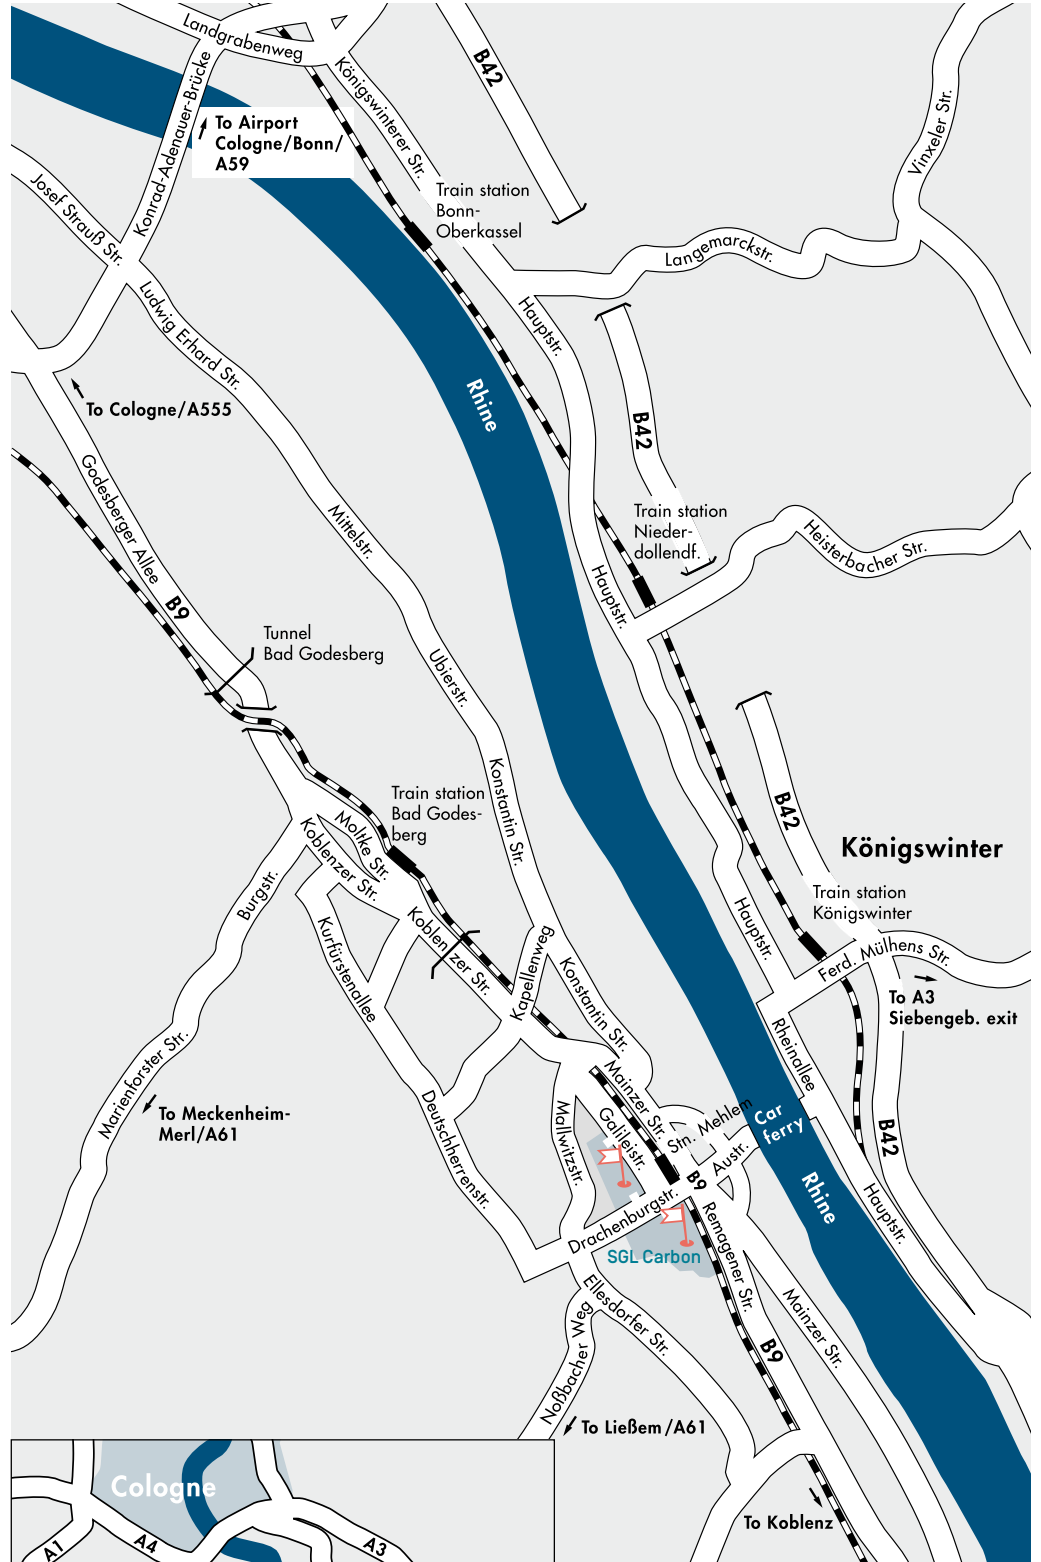 Landgrabenweg
Königswinterer Str.
B42
Konrad-Adenauer-Brücke
To Airport
Cologne/Bonn/
A59
Vinxeler Str.
Josef Strauß Str.
Train station
Bonn-
Oberkassel
Langemarckstr.
Ludwig Erhard Str.
Hauptstr.
To Cologne/A555
Rhine
B42
Godesberger Allee
B9
Mittelstr.
Train station
Nieder-
dollendf.
Heisterbacher Str.
Hauptstr.
Tunnel
Bad Godesberg
Ubierstr.
Konstantin Str.
B42
Train station
Bad Godes-
berg
Moltke Str.
Koblenzer Str.
Königswinter
Burgstr.
Train station
Königswinter
Hauptstr.
Koblenzer Str.
Kurfürstenallee
Kapellenweg
Konstantin Str.
Ferd. Mülhens Str.
To A3
Siebengeb. exit
Rheinallee
Marienforster Str.
To Meckenheim-
Merl/A61
Deutschherrenstr.
Mallwitzstr.
Mainzer Str.
Galileistr.
Stn. Mehlem
Car
ferry
B42
Austr.
B9
Rhine
Hauptstr.
Drachenburgstr.
Remagener Str.
SGL Carbon
Ellesdorfer Str.
Mainzer Str.
Noßbacher Weg
B9
To Ließem/A61
Cologne
To Koblenz
A1
A4
A3